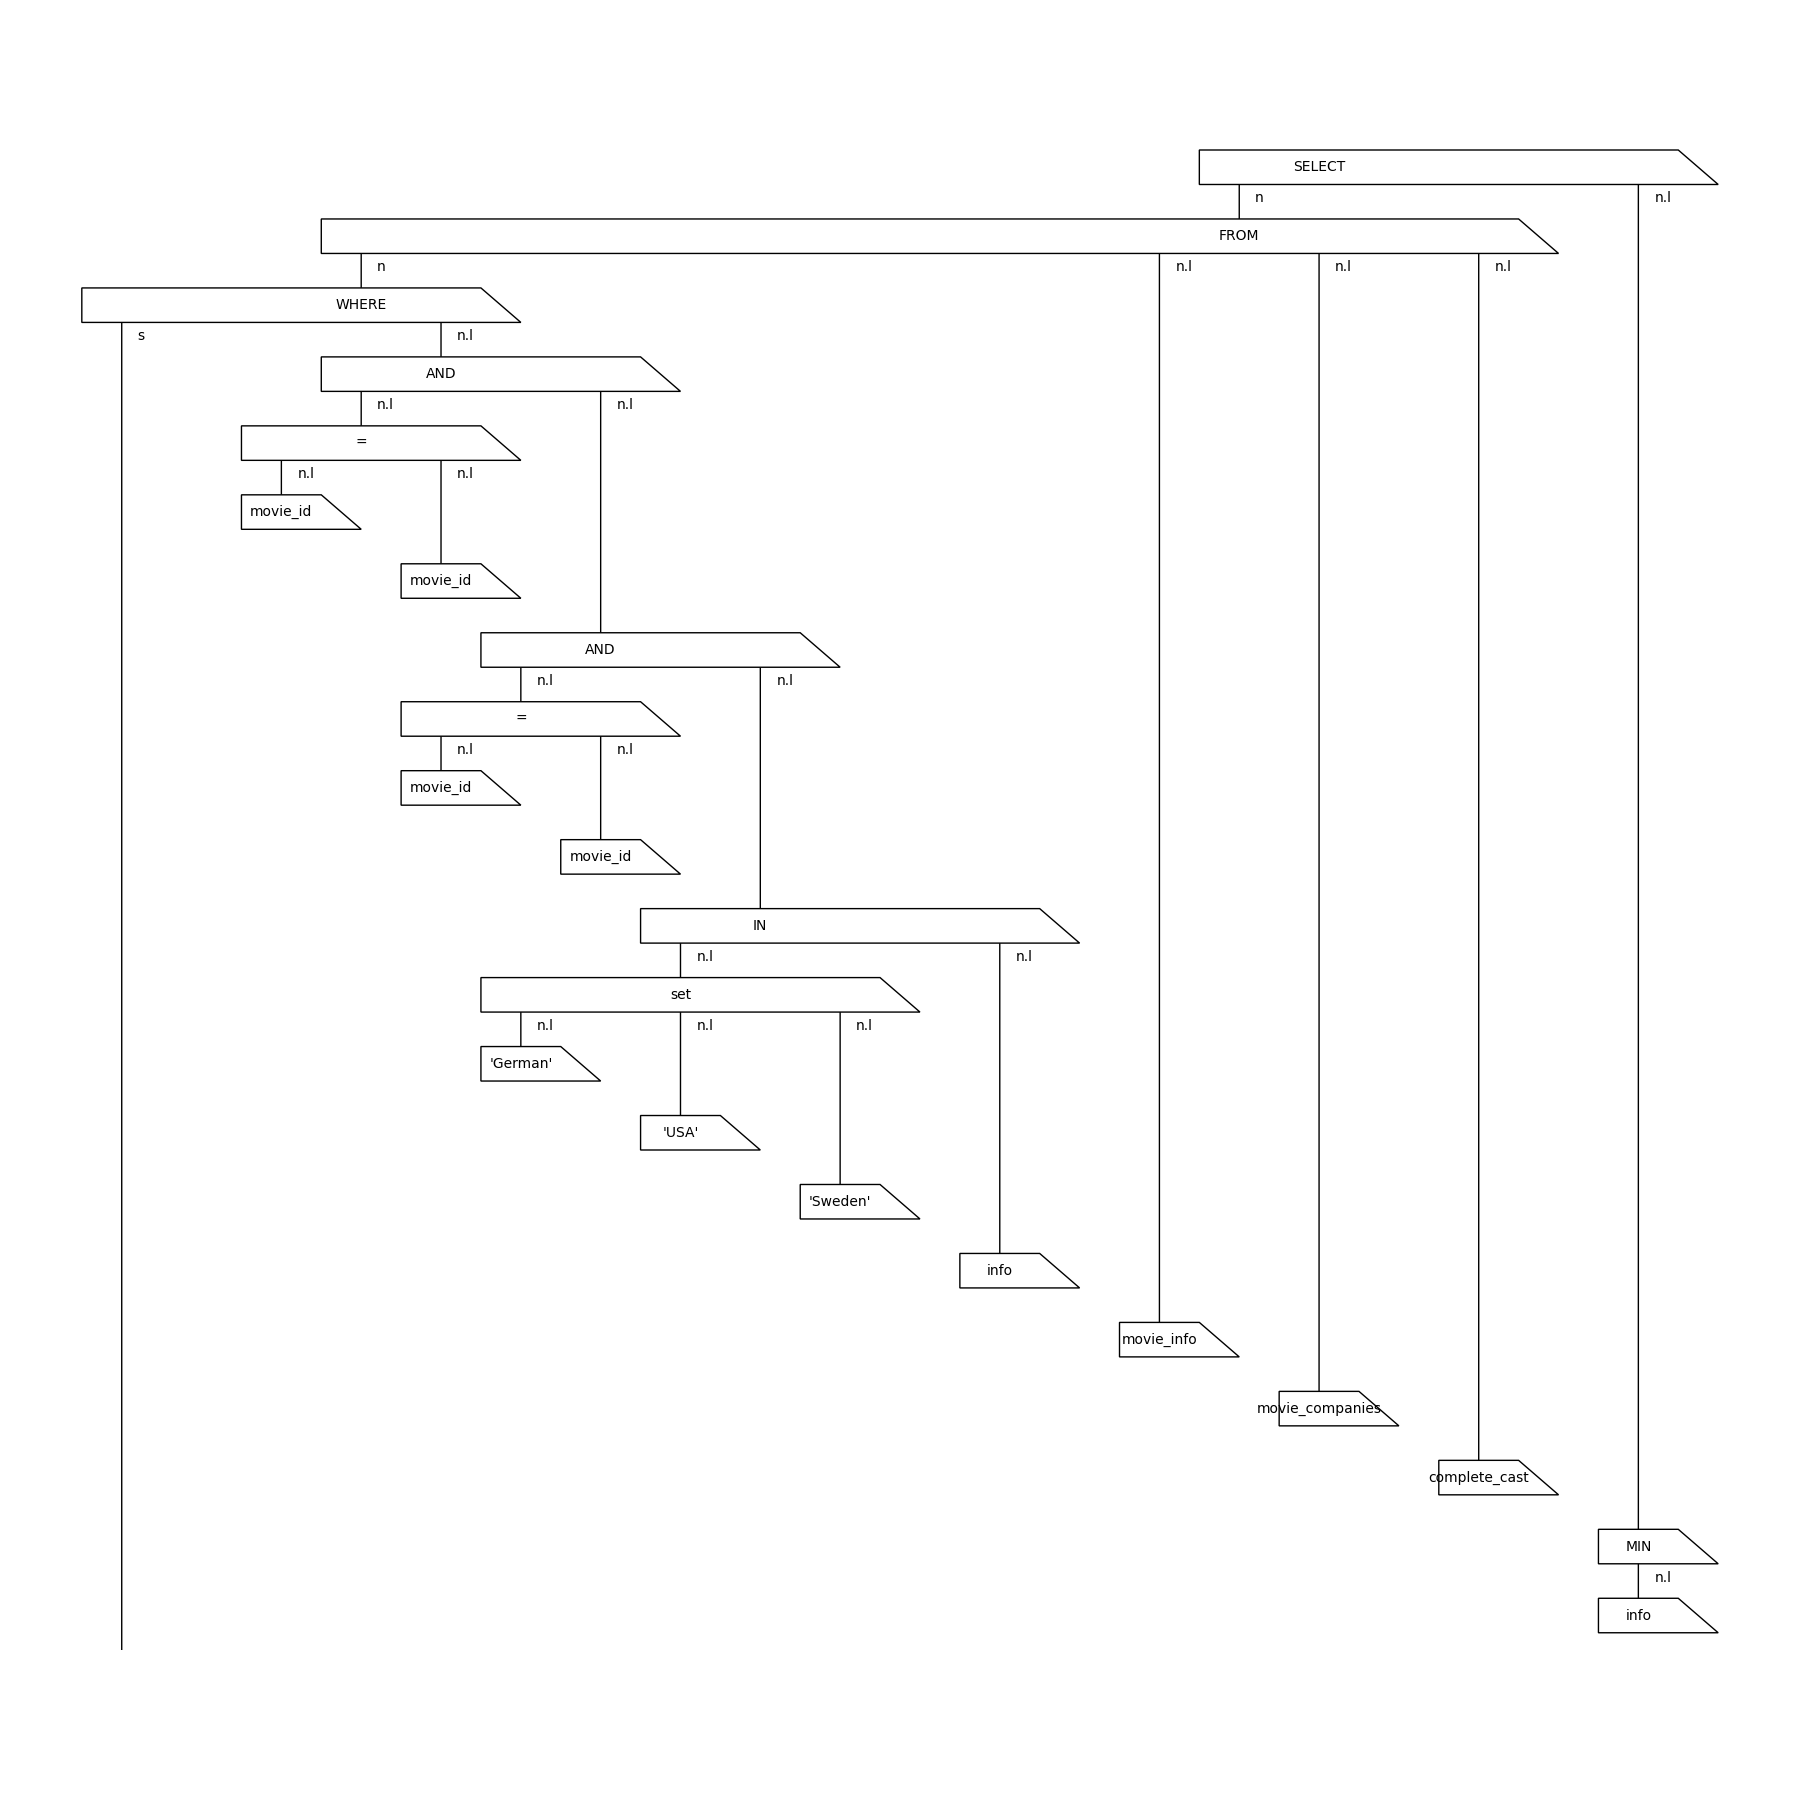 SELECT
n n.l
FROM
n n.l n.l n.l
WHERE
s n.l
AND
n.l n.l
=
n.l n.l
movie_id
movie_id
AND
n.l n.l
=
n.l n.l
movie_id
movie_id
IN
n.l n.l
set
n.l n.l n.l
'German'
'USA'
'Sweden'
info
movie_info
movie_companies
complete_cast
MIN
n.l
info